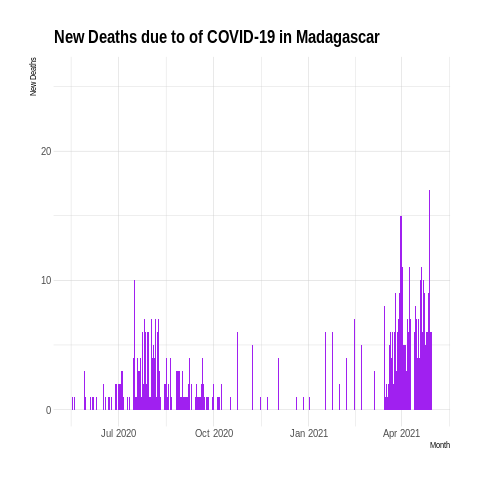 New Deaths due to of COVID-19 in Madagascar
New Deaths
20
10
0
Jul 2020 Oct 2020 Jan 2021 Apr 2021
Month